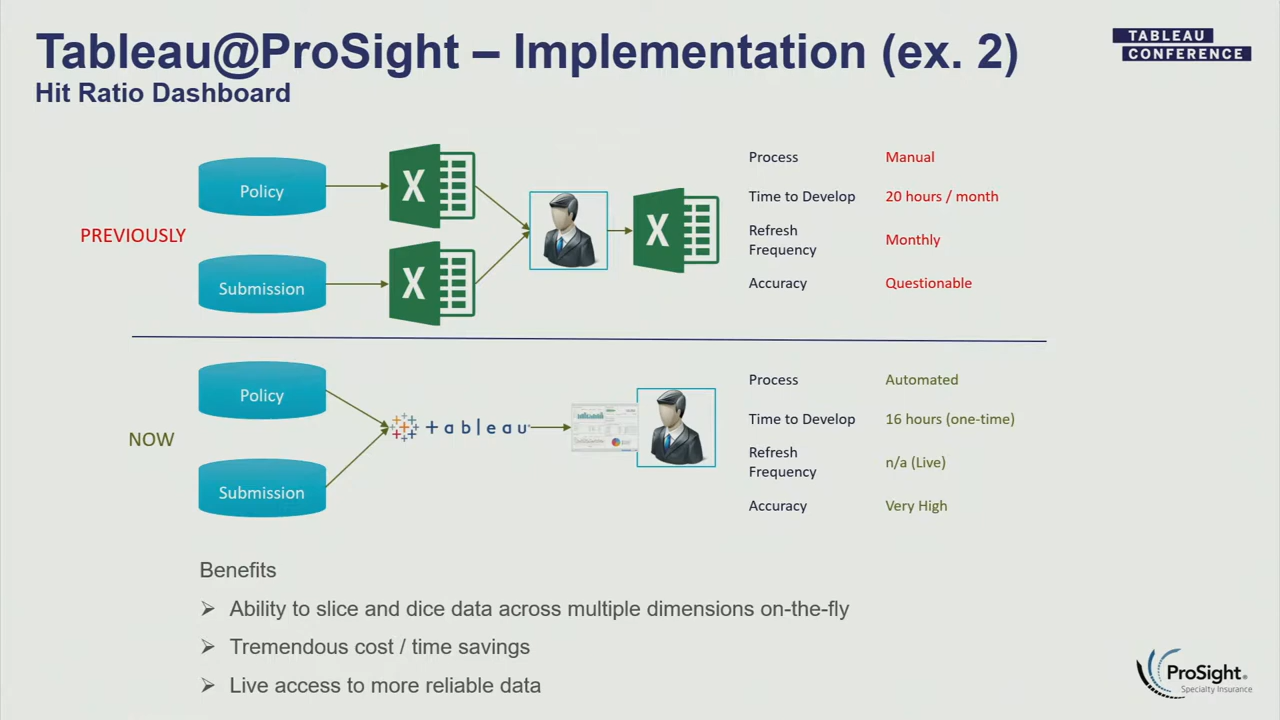 Tableau@ProSight – Implementation (ex. 2)
Hit Ratio Dashboard
TABLEAU
CONFERENCE
PREVIOUSLY
Policy
Submission
X
X
X
Process Manual
Time to Develop 20 hours / month
Refresh
Frequency Monthly
Accuracy Questionable
NOW
Policy
Submission
+ableau
Process Automated
Time to Develop 16 hours (one-time)
Refresh
Frequency n/a (Live)
Accuracy Very High
Benefits
➢ Ability to slice and dice data across multiple dimensions on-the-fly
➢ Tremendous cost / time savings
➢ Live access to more reliable data
ProSight®
Specialty Insurance